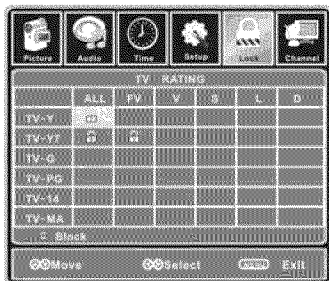 Picture Audio Time Setup Lock Channel
TV RATING
ALL FV V S L D
TV-Y
TV-Y7
TV-G
TV-PG
TV-14
TV-MA
: Block
Move Select MENU Exit